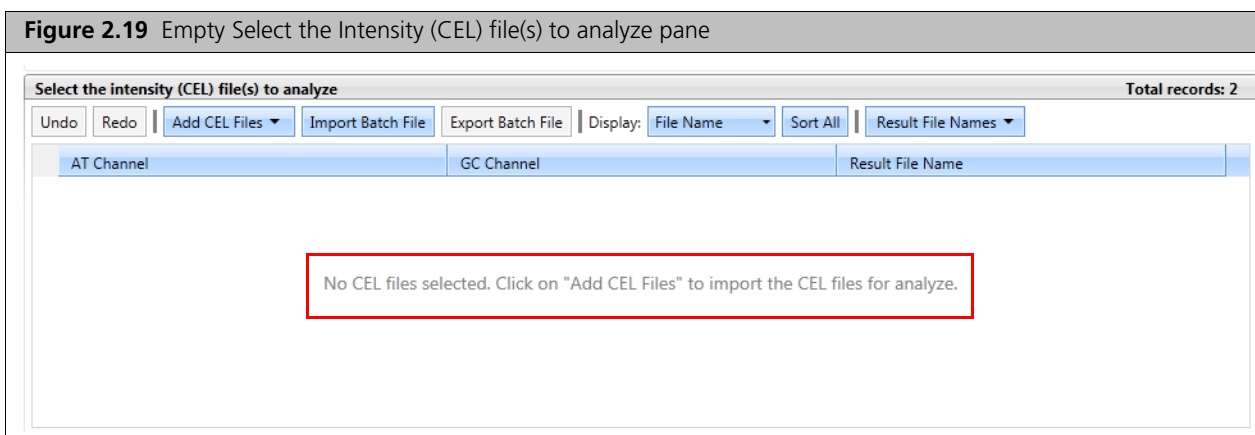 Figure 2.19 Empty Select the Intensity (CEL) file(s) to analyze pane
Select the intensity (CEL) file(s) to analyze Total records: 2
Undo Redo Add CEL Files Import Batch File Export Batch File Display: File Name Sort All Result File Names
AT Channel GC Channel Result File Name
No CEL files selected. Click on "Add CEL Files" to import the CEL files for analyze.